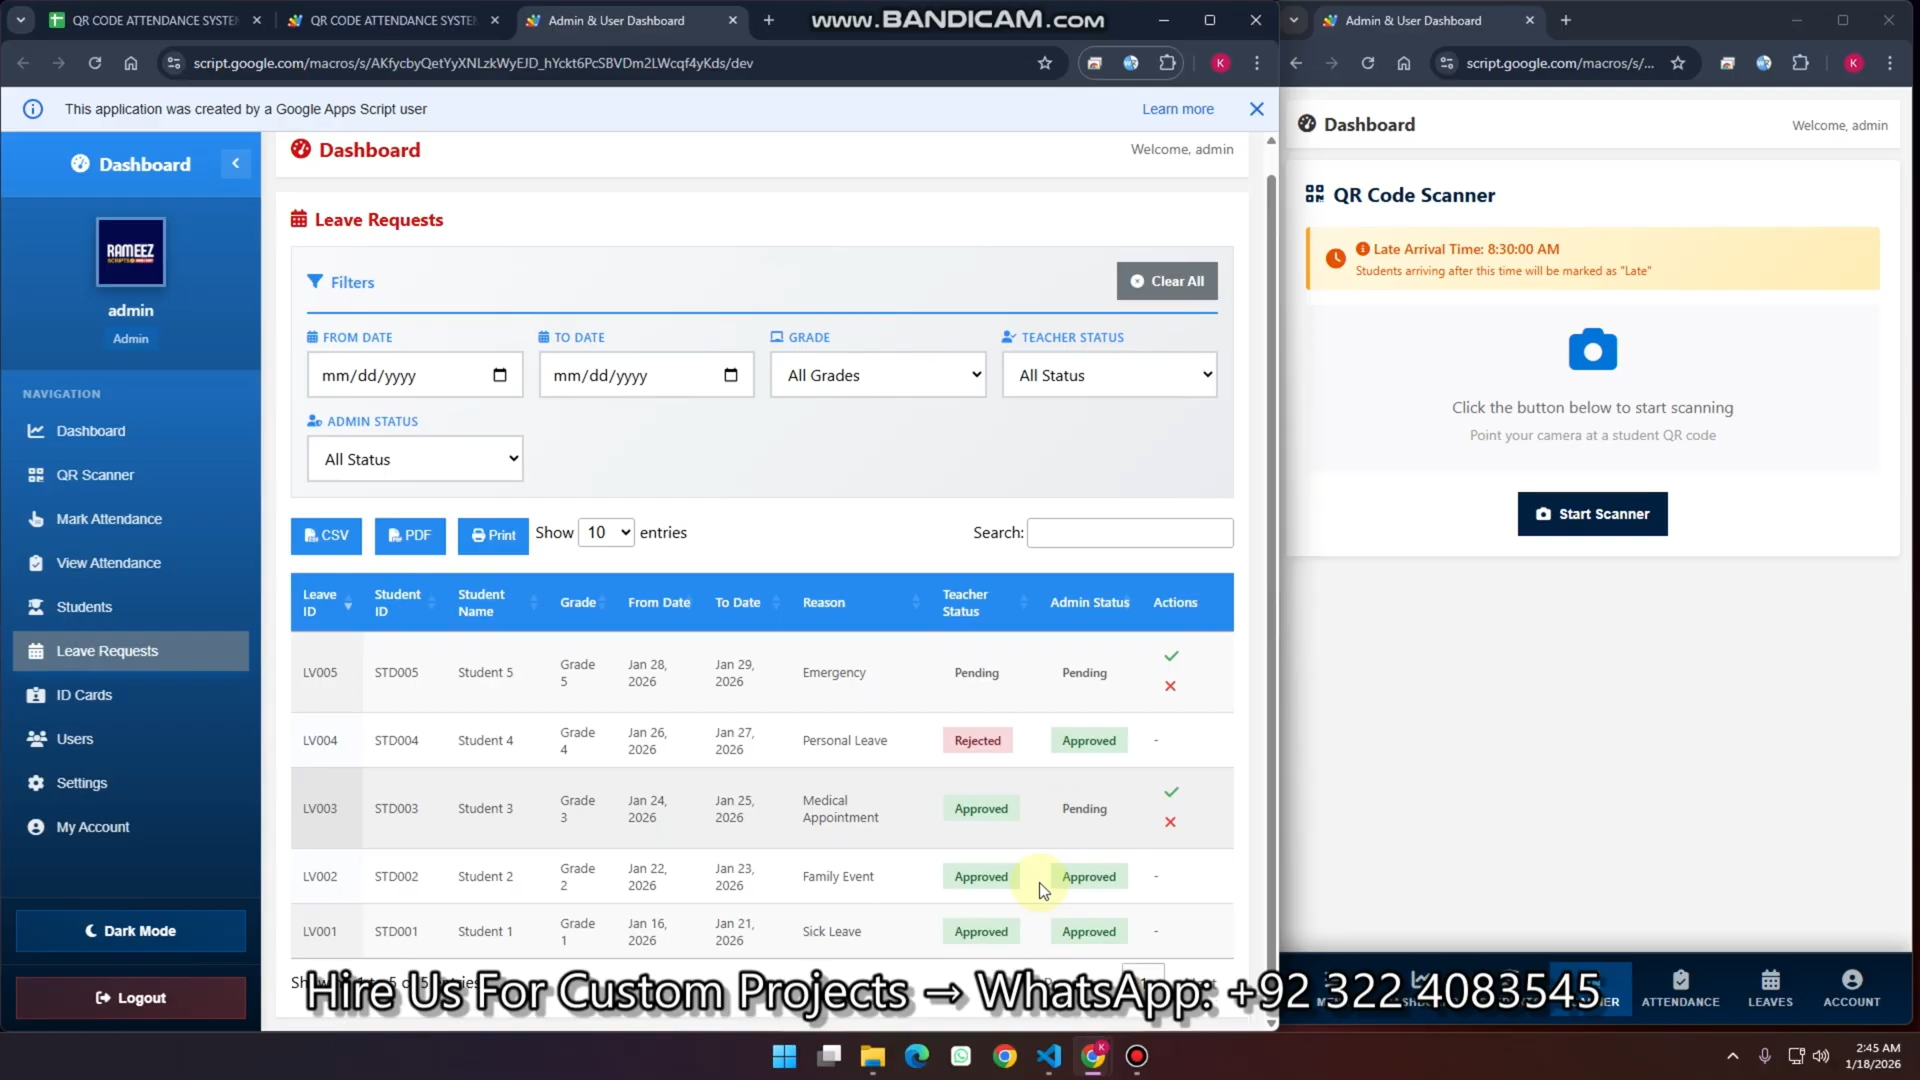 QR CODE ATTENDANCE SYSTEM
QR CODE ATTENDANCE SYSTE
Admin & User Dashboard
www.BANDICAM.com
Admin & User Dashboard
script.google.com/macros/s/AKfycbyQetYyXNLzkWyEJD_hYckt6PcSBVDm2LWcqf4yKds/dev
K
script.google.com/macros/s/...
K
This application was created by a Google Apps Script user
Learn more
Dashboard
RAMEEZ
SCRIPTS
admin
Admin
NAVIGATION
Dashboard
QR Scanner
Mark Attendance
View Attendance
Students
Leave Requests
ID Cards
Users
Settings
My Account
Dark Mode
Logout
Dashboard
Welcome, admin
Leave Requests
Filters
Clear All
FROM DATE
TO DATE
GRADE
TEACHER STATUS
mm/dd/yyyy
mm/dd/yyyy
All Grades
All Status
ADMIN STATUS
All Status
CSV
PDF
Print
Show 10 entries
Search:
Leave ID Student ID Student Name Grade From Date To Date Reason Teacher Status Admin Status Actions
LV005 STD005 Student 5 Grade 5 Jan 28, 2026 Jan 29, 2026 Emergency Pending Pending
LV004 STD004 Student 4 Grade 4 Jan 26, 2026 Jan 27, 2026 Personal Leave Rejected Approved -
LV003 STD003 Student 3 Grade 3 Jan 24, 2026 Jan 25, 2026 Medical Appointment Approved Pending
LV002 STD002 Student 2 Grade 2 Jan 22, 2026 Jan 23, 2026 Family Event Approved Approved -
LV001 STD001 Student 1 Grade 1 Jan 16, 2026 Jan 21, 2026 Sick Leave Approved Approved -
Hire Us For Custom Projects → WhatsApp: +92 322 4083545
Dashboard
Welcome, admin
QR Code Scanner
Late Arrival Time: 8:30:00 AM
Students arriving after this time will be marked as "Late"
Click the button below to start scanning
Point your camera at a student QR code
Start Scanner
ATTENDANCE
LEAVES
ACCOUNT
2:45 AM
1/18/2026